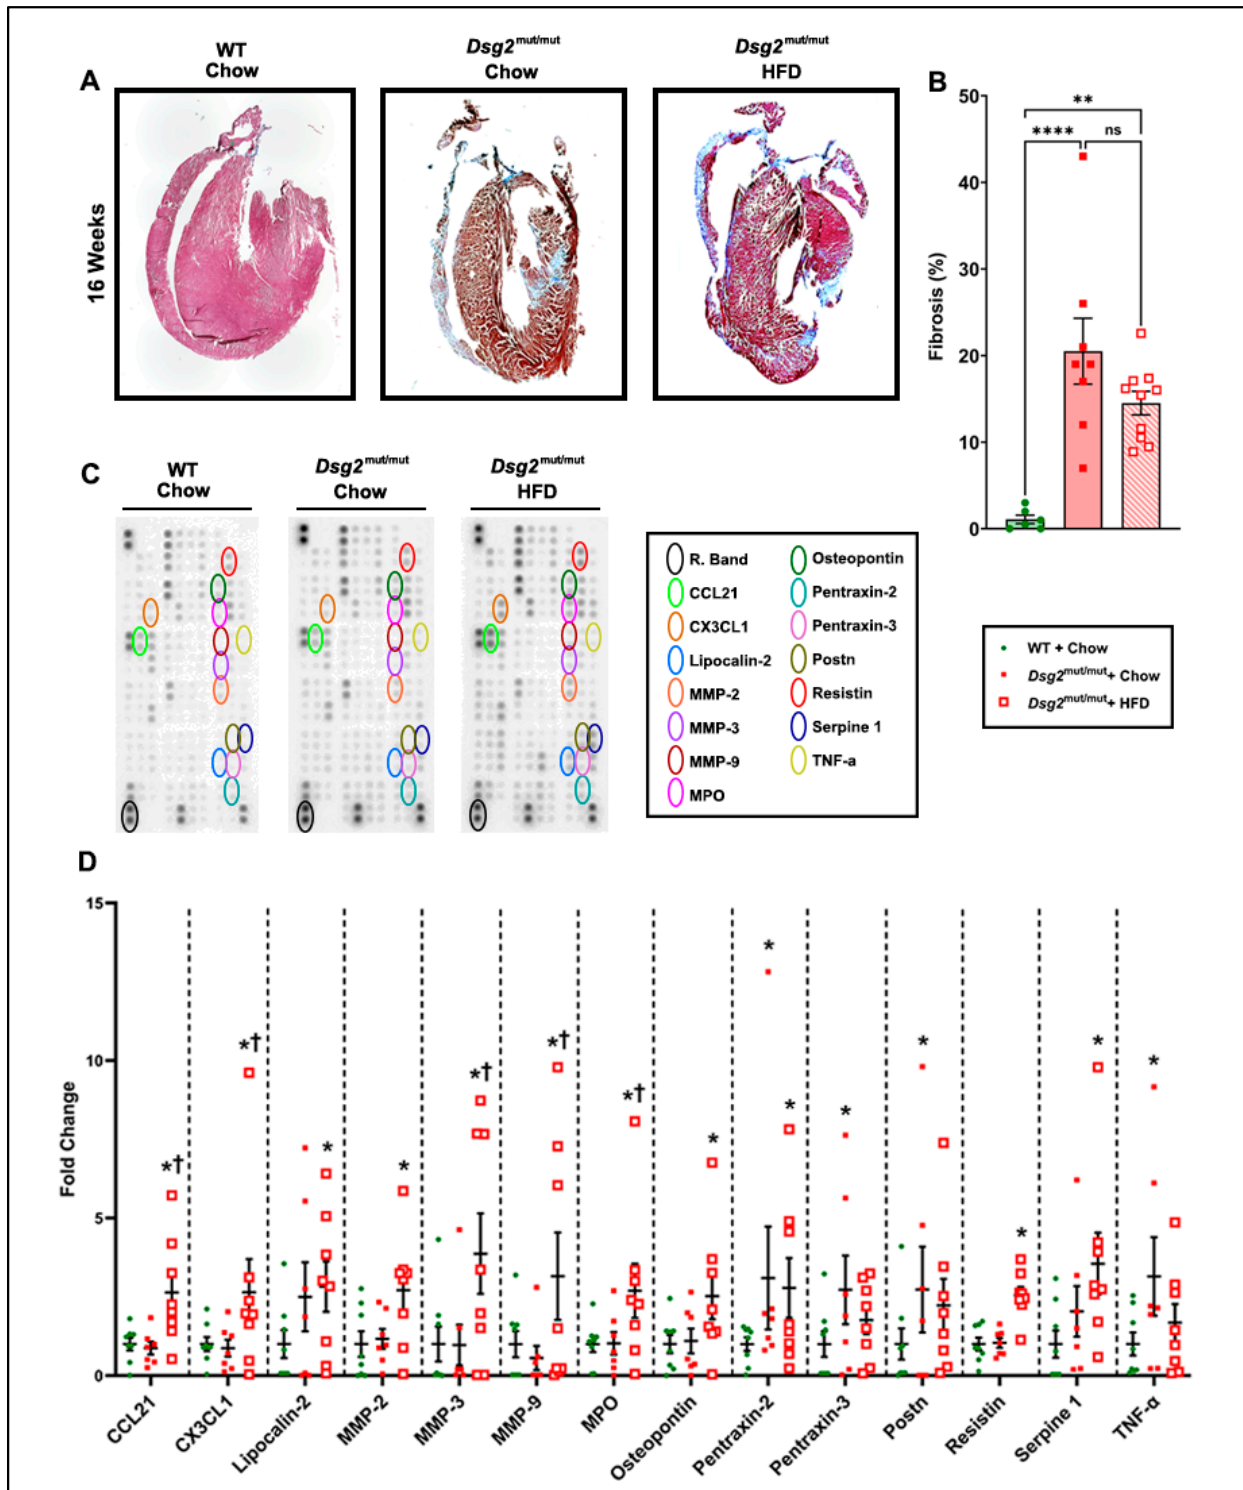 A
WT
Chow
Dsg2mut/mut
Chow
Dsg2mut/mut
HFD
16 Weeks
B
Fibrosis (%)
50
40
30
20
10
0
**
****
ns
C
WT
Chow
Dsg2mut/mut
Chow
Dsg2mut/mut
HFD
R. Band
CCL21
CX3CL1
Lipocalin-2
MMP-2
MMP-3
MMP-9
MPO
Osteopontin
Pentraxin-2
Pentraxin-3
Postn
Resistin
Serpine 1
TNF-a
WT + Chow
Dsg2mut/mut+ Chow
Dsg2mut/mut+ HFD
D
Fold Change
15
10
5
0
*†
*†
*
*
*†
*†
*†
*
*
*
*
*
*
*
*
CCL21
CX3CL1
Lipocalin-2
MMP-2
MMP-3
MMP-9
MPO
Osteopontin
Pentraxin-2
Pentraxin-3
Postn
Resistin
Serpine 1
TNF-α